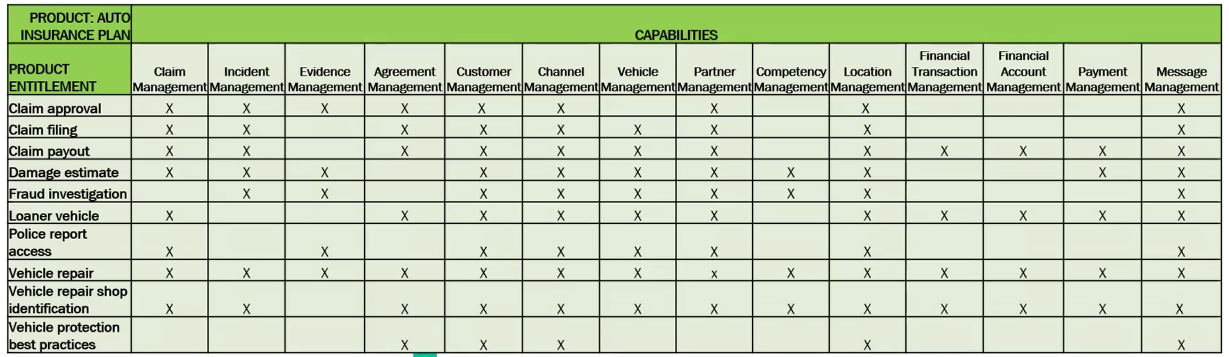 PRODUCT: AUTO
INSURANCE PLAN
CAPABILITIES
PRODUCT
ENTITLEMENT
Claim
Management
Incident
Management
Evidence
Management
Agreement
Management
Customer
Management
Channel
Management
Vehicle
Management
Partner
Management
Competency
Management
Location
Management
Financial
Transaction
Management
Financial
Account
Management
Payment
Management
Message
Management
Claim approval X X X X X X X X X
Claim filing X X X X X X X X X
Claim payout X X X X X X X X X X X X
Damage estimate X X X X X X X X X X X
Fraud investigation X X X X X X X X X
Loaner vehicle X X X X X X X X X X X
Police report
access X X X X X X X X
Vehicle repair X X X X X X X x X X X X X X
Vehicle repair shop
identification X X X X X X X X X X X X X
Vehicle protection
best practices X X X X X